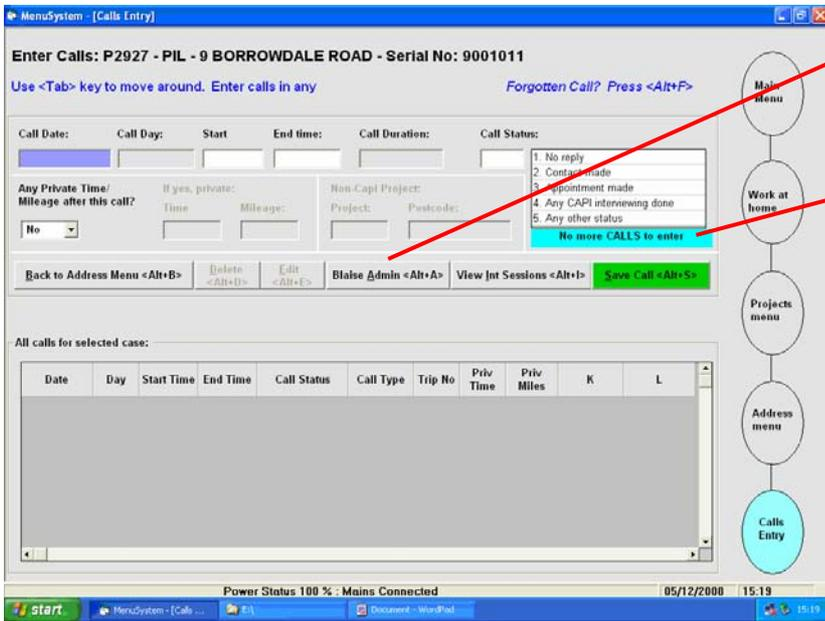 MenuSystem - [Calls Entry]
Enter Calls: P2927 - PIL - 9 BORROWDALE ROAD - Serial No: 9001011
Use <Tab> key to move around. Enter calls in any
Forgotten Call? Press <Alt+F>
Main Menu
Call Date: Call Day: Start End time: Call Duration: Call Status:
1. No reply
2. Contact made
3. Appointment made
4. Any CAPI interviewing done
5. Any other status
No more CALLS to enter
Any Private Time/ If yes, private: Non-Capi Project:
Mileage after this call? Time Mileage: Project: Postcode:
No
Work at home
Back to Address Menu <Alt+B> Delete <Alt+D> Edit <Alt+E> Blaise Admin <Alt+A> View Int Sessions <Alt+I> Save Call <Alt+S>
Projects menu
All calls for selected case:
Date Day Start Time End Time Call Status Call Type Trip No Priv Time Priv Miles K L
Address menu
Calls Entry
Power Status 100 % : Mains Connected 05/12/2008 15:19
start MenuSystem - [Calls ... E:\ Document - WordPad 15:19